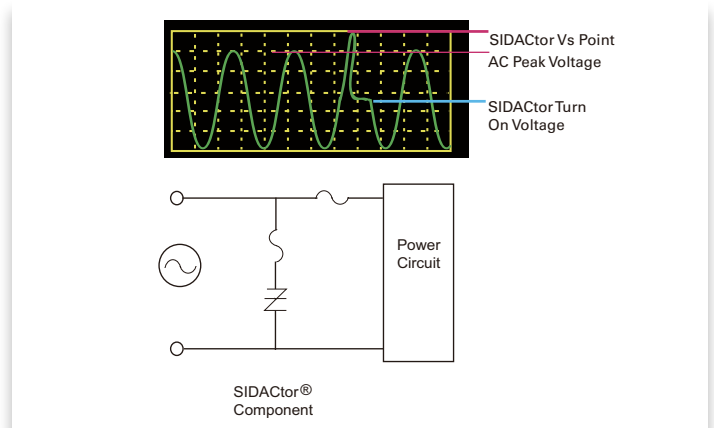 SIDACtor Vs Point
AC Peak Voltage
SIDACtor Turn
On Voltage
Power
Circuit
SIDACtor®
Component